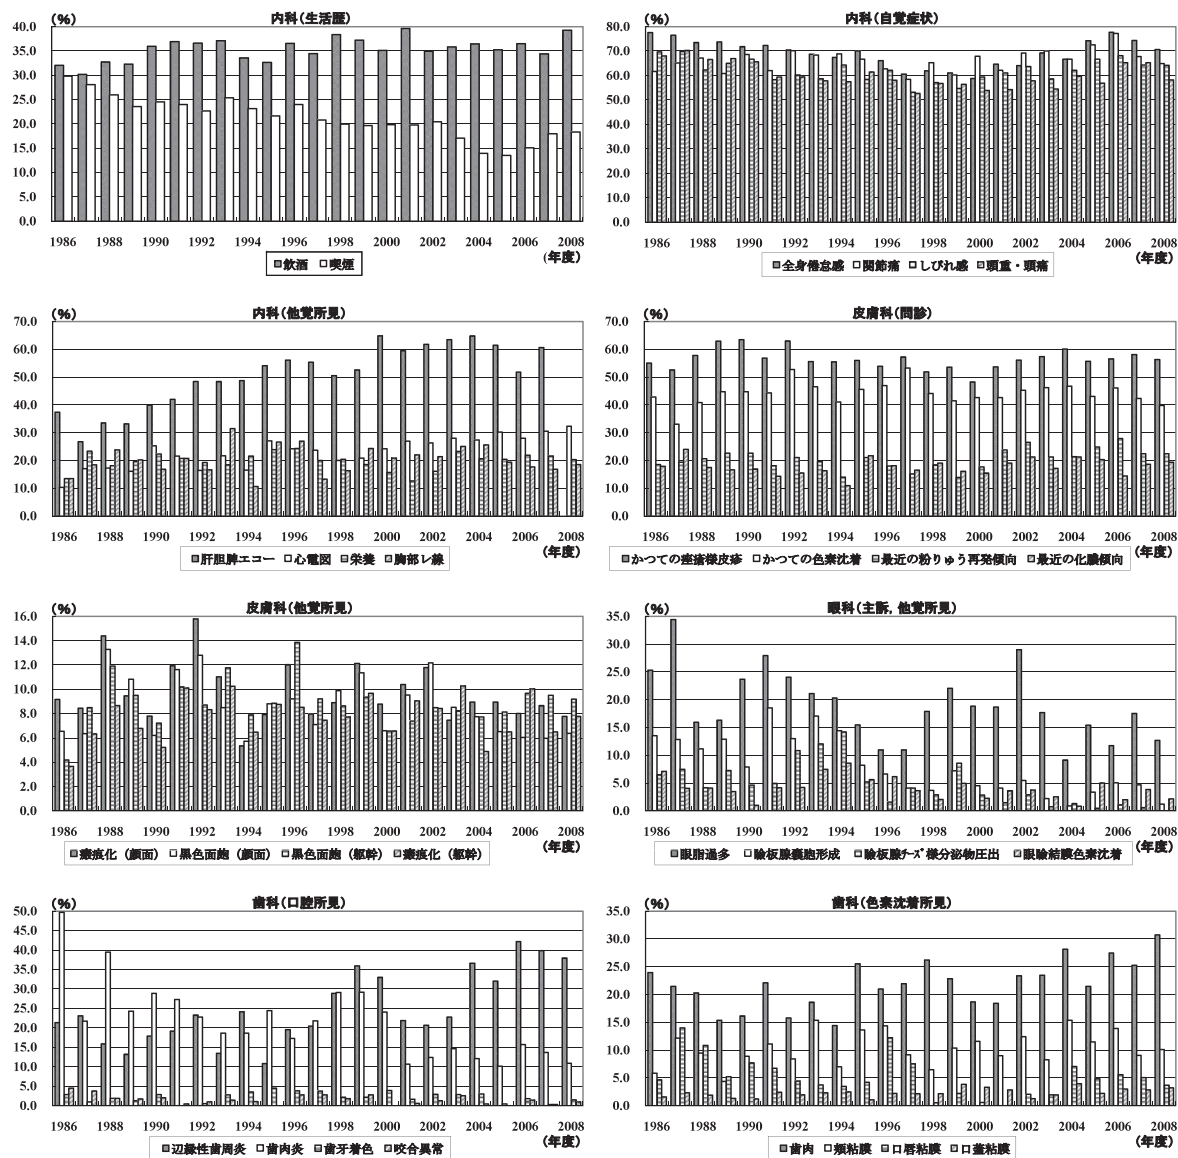 (%) 内科(生活歴)
40.0
35.0
30.0
25.0
20.0
15.0
10.0
5.0
0.0
1986 1988 1990 1992 1994 1996 1998 2000 2002 2004 2006 2008
(年度)
飲酒 喫煙
(%) 内科(自覚症状)
80.0
70.0
60.0
50.0
40.0
30.0
20.0
10.0
0.0
1986 1988 1990 1992 1994 1996 1998 2000 2002 2004 2006 2008
(年度)
全身倦怠感 関節痛 しびれ感 頭重・頭痛
(%) 内科(他覚所見)
70.0
60.0
50.0
40.0
30.0
20.0
10.0
0.0
1986 1988 1990 1992 1994 1996 1998 2000 2002 2004 2006 2008
(年度)
肝胆脾エコー 心電図 栄養 胸部レ線
(%) 皮膚科(問診)
70.0
60.0
50.0
40.0
30.0
20.0
10.0
0.0
1986 1988 1990 1992 1994 1996 1998 2000 2002 2004 2006 2008
(年度)
かつての痤瘡様皮疹 かつての色素沈着 最近の粉りゅう再発傾向 最近の化膿傾向
(%) 皮膚科(他覚所見)
16.0
14.0
12.0
10.0
8.0
6.0
4.0
2.0
0.0
1986 1988 1990 1992 1994 1996 1998 2000 2002 2004 2006 2008
(年度)
瘢痕化(顔面) 黒色面皰(顔面) 黒色面皰(躯幹) 瘢痕化(躯幹)
(%) 眼科(主訴,他覚所見)
35.0
30.0
25.0
20.0
15.0
10.0
5.0
0.0
1986 1988 1990 1992 1994 1996 1998 2000 2002 2004 2006 2008
(年度)
眼脂過多 瞼板腺嚢胞形成 瞼板腺チーズ様分泌物圧出 眼瞼結膜色素沈着
(%) 歯科(口腔所見)
50.0
45.0
40.0
35.0
30.0
25.0
20.0
15.0
10.0
5.0
0.0
1986 1988 1990 1992 1994 1996 1998 2000 2002 2004 2006 2008
(年度)
辺縁性歯周炎 歯肉炎 歯牙着色 咬合異常
(%) 歯科(色素沈着所見)
35.0
30.0
25.0
20.0
15.0
10.0
5.0
0.0
1986 1988 1990 1992 1994 1996 1998 2000 2002 2004 2006 2008
(年度)
歯肉 頬粘膜 口唇粘膜 口蓋粘膜